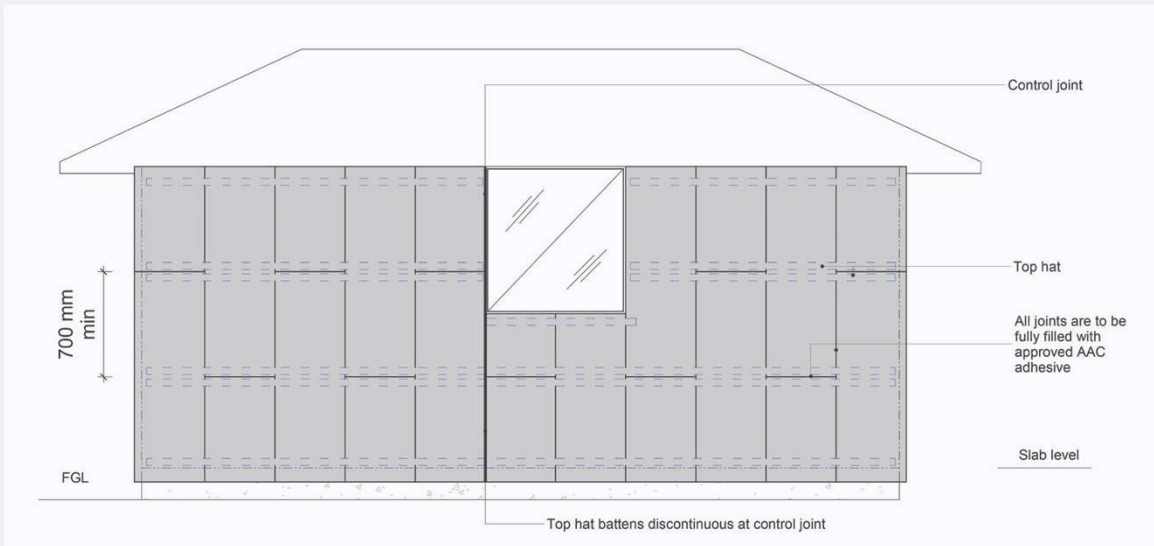 Control joint
Top hat
700 mm
min
All joints are to be
fully filled with
approved AAC
adhesive
Slab level
FGL
Top hat battens discontinuous at control joint